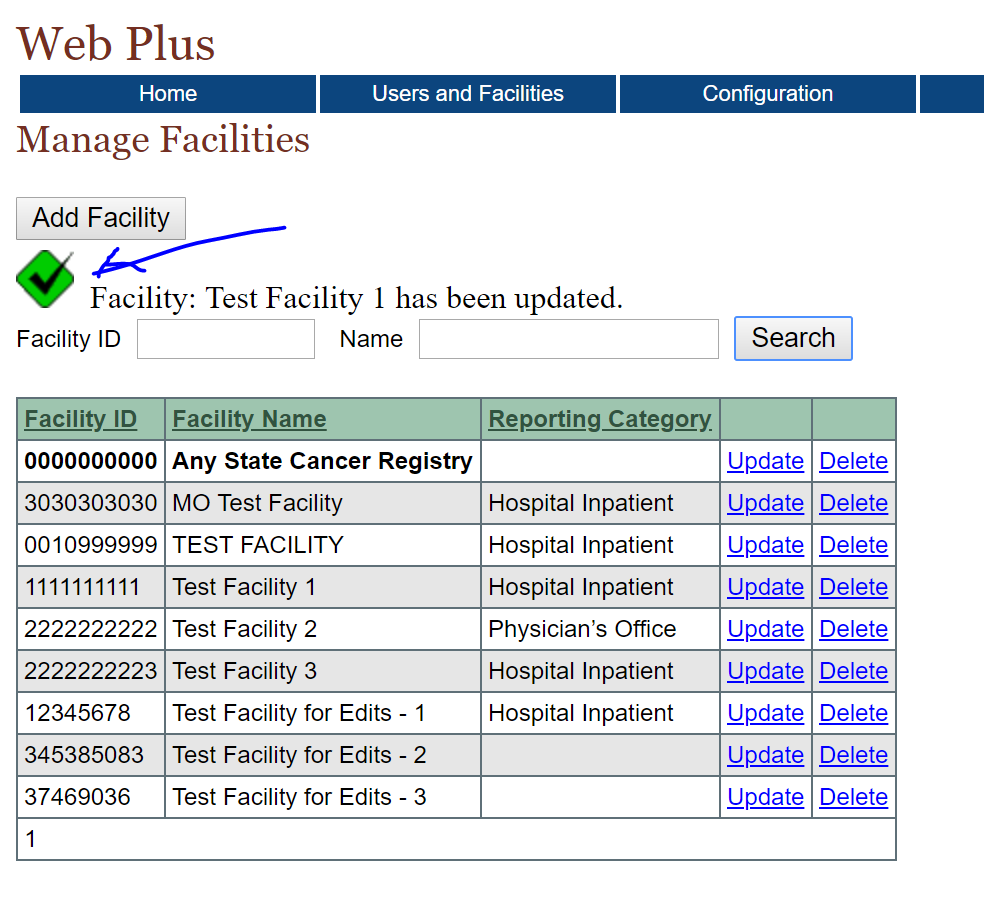 Web Plus
Home Users and Facilities Configuration
Manage Facilities
Add Facility
Facility: Test Facility 1 has been updated.
Facility ID Name Search
Facility ID Facility Name Reporting Category
0000000000 Any State Cancer Registry Update Delete
3030303030 MO Test Facility Hospital Inpatient Update Delete
0010999999 TEST FACILITY Hospital Inpatient Update Delete
1111111111 Test Facility 1 Hospital Inpatient Update Delete
2222222222 Test Facility 2 Physician’s Office Update Delete
2222222223 Test Facility 3 Hospital Inpatient Update Delete
12345678 Test Facility for Edits - 1 Hospital Inpatient Update Delete
345385083 Test Facility for Edits - 2 Update Delete
37469036 Test Facility for Edits - 3 Update Delete
1